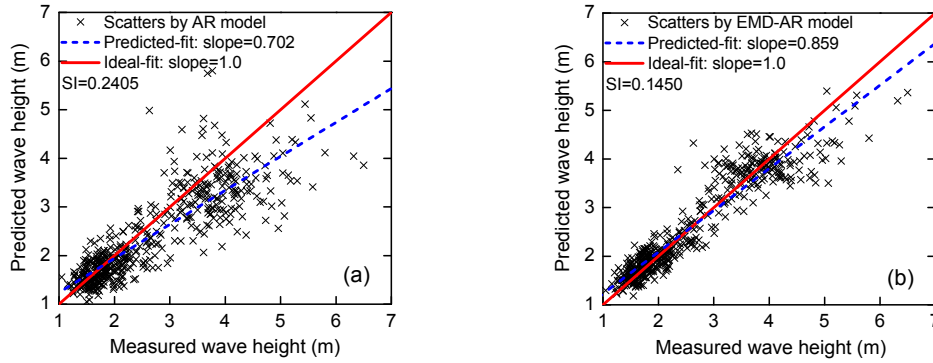 Predicted wave height (m)
7
6
5
4
3
2
1
× Scatters by AR model
Predicted-fit: slope=0.702
Ideal-fit: slope=1.0
SI=0.2405
(a)
1 2 3 4 5 6 7
Measured wave height (m)
Predicted wave height (m)
7
6
5
4
3
2
1
× Scatters by EMD-AR model
Predicted-fit: slope=0.859
Ideal-fit: slope=1.0
SI=0.1450
(b)
1 2 3 4 5 6 7
Measured wave height (m)